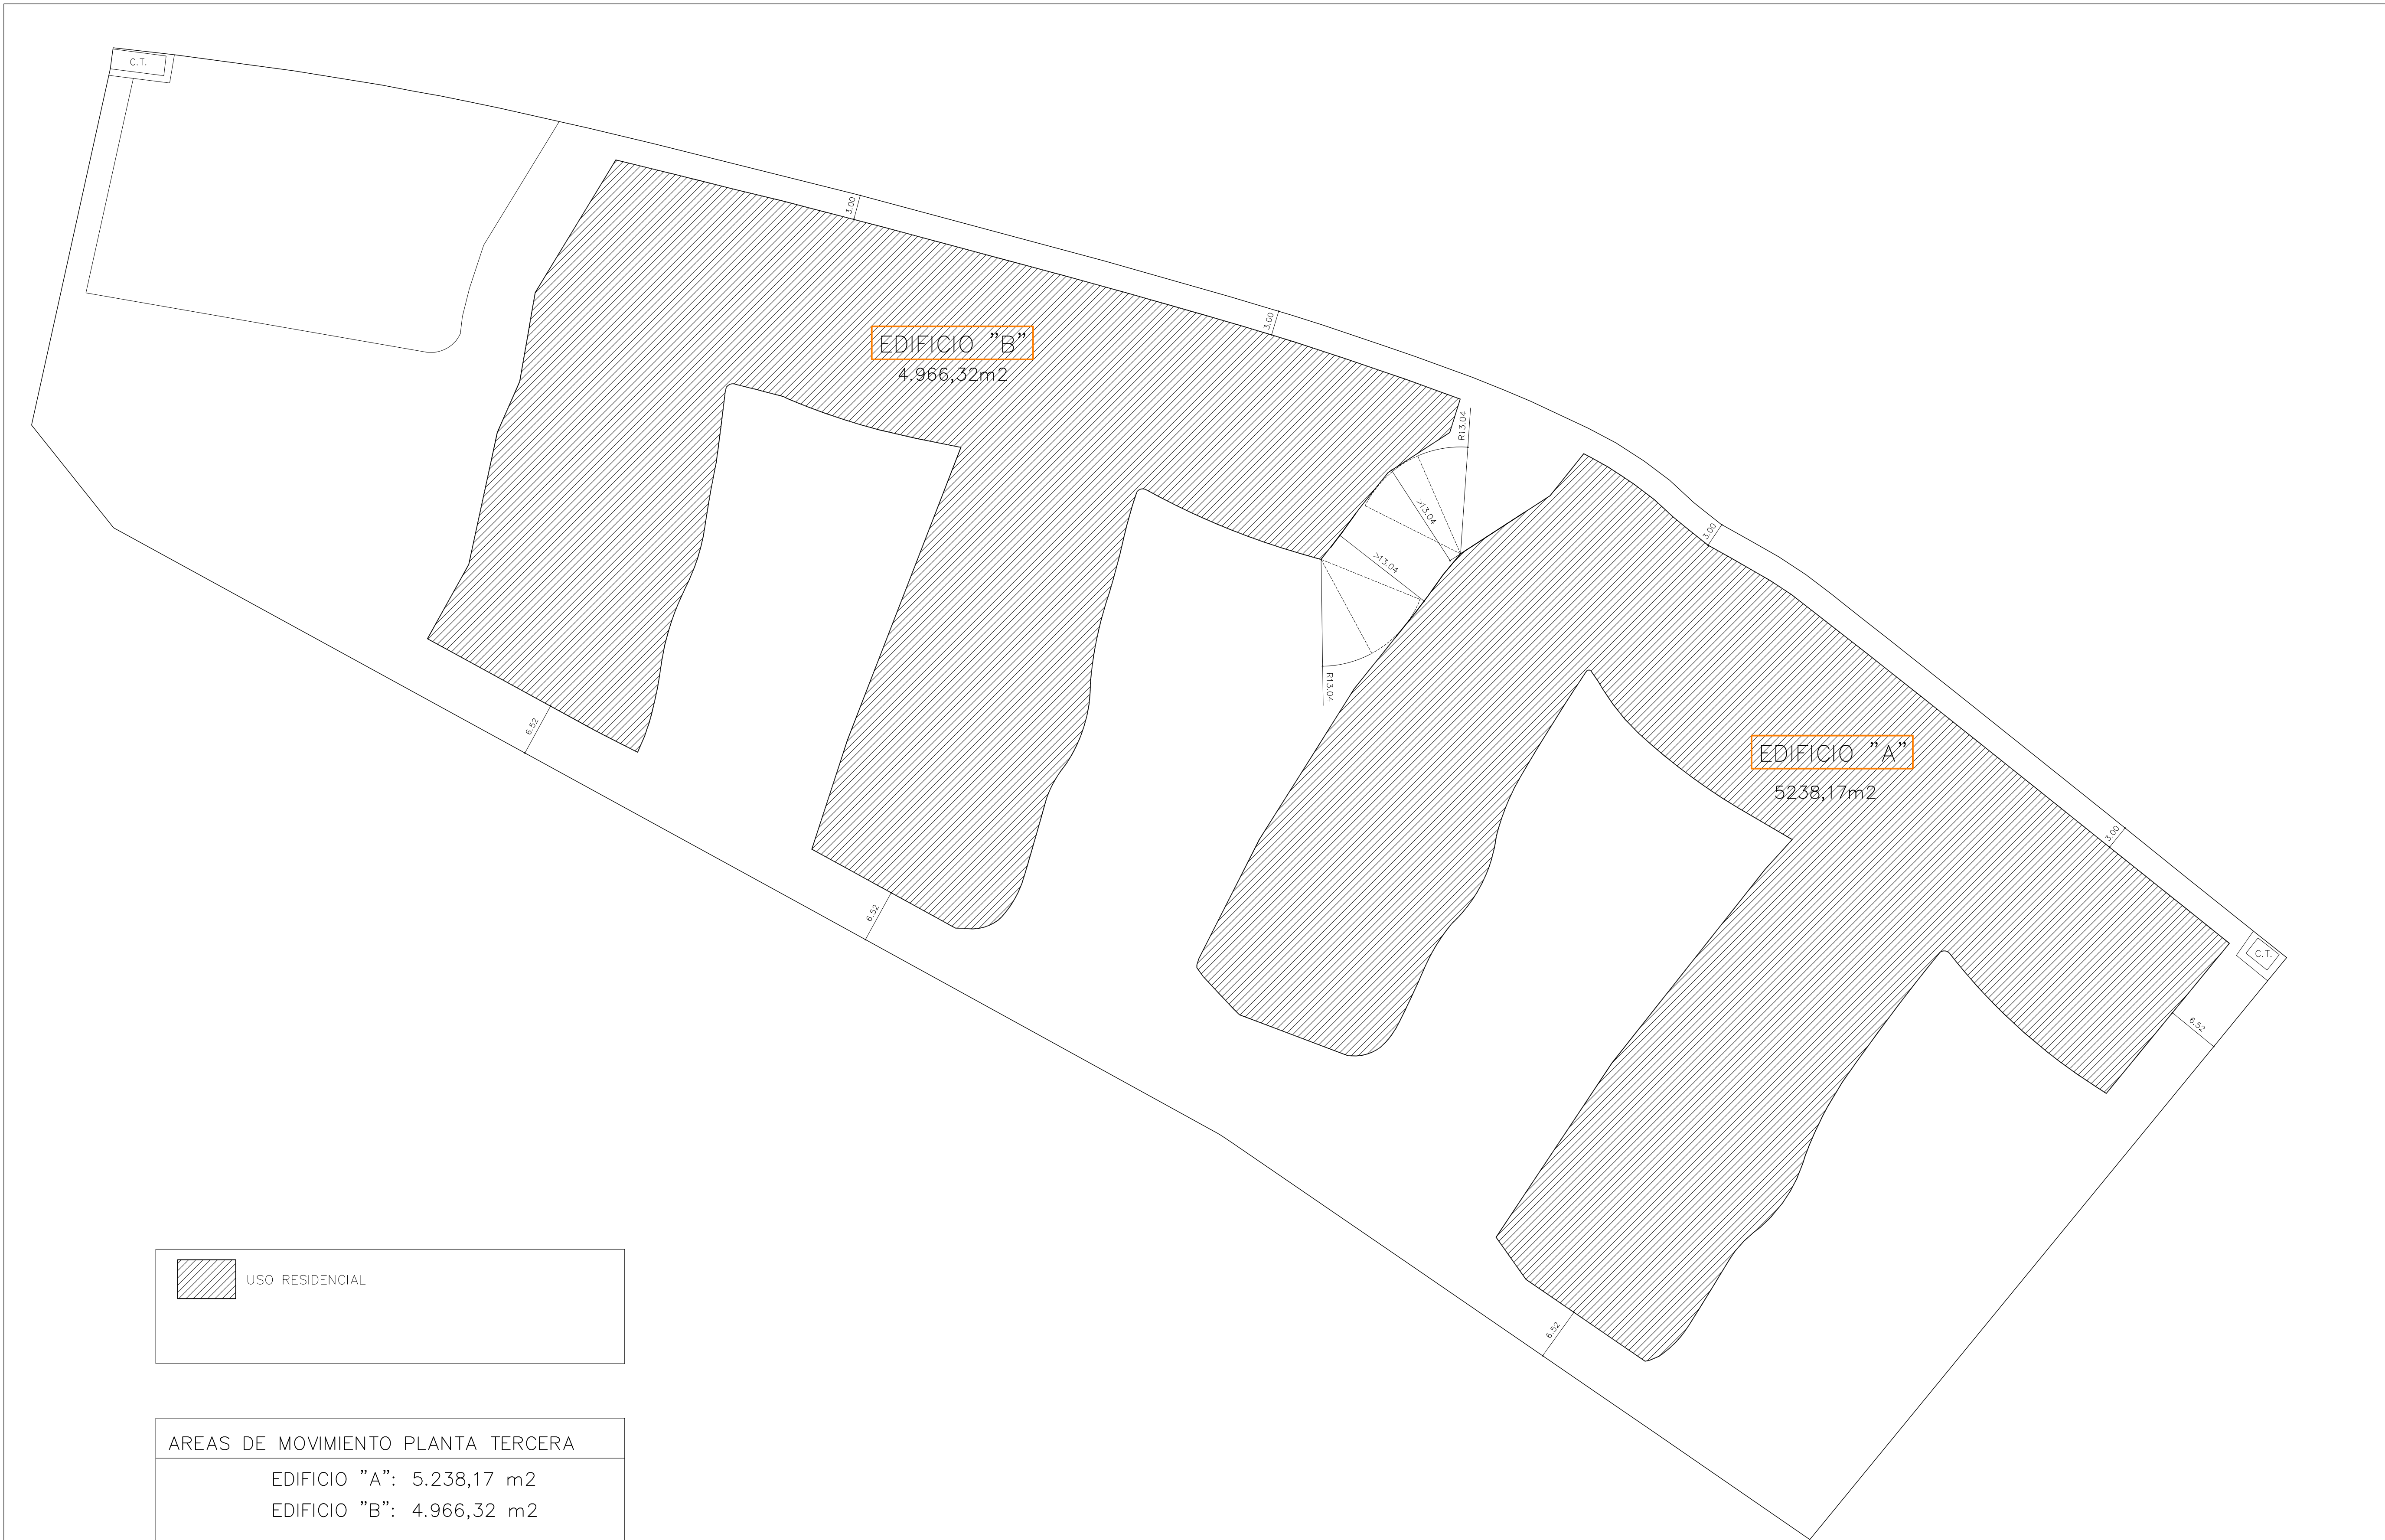 C.T.
3.00
EDIFICIO "B"
4.966,32m2
3.00
R13.04
>13.04
>13.04
R13.04
3.00
6.52
EDIFICIO "A"
5238,17m2
3.00
6.52
C.T.
6.52
6.52
USO RESIDENCIAL
AREAS DE MOVIMIENTO PLANTA TERCERA
EDIFICIO "A": 5.238,17 m2
EDIFICIO "B": 4.966,32 m2